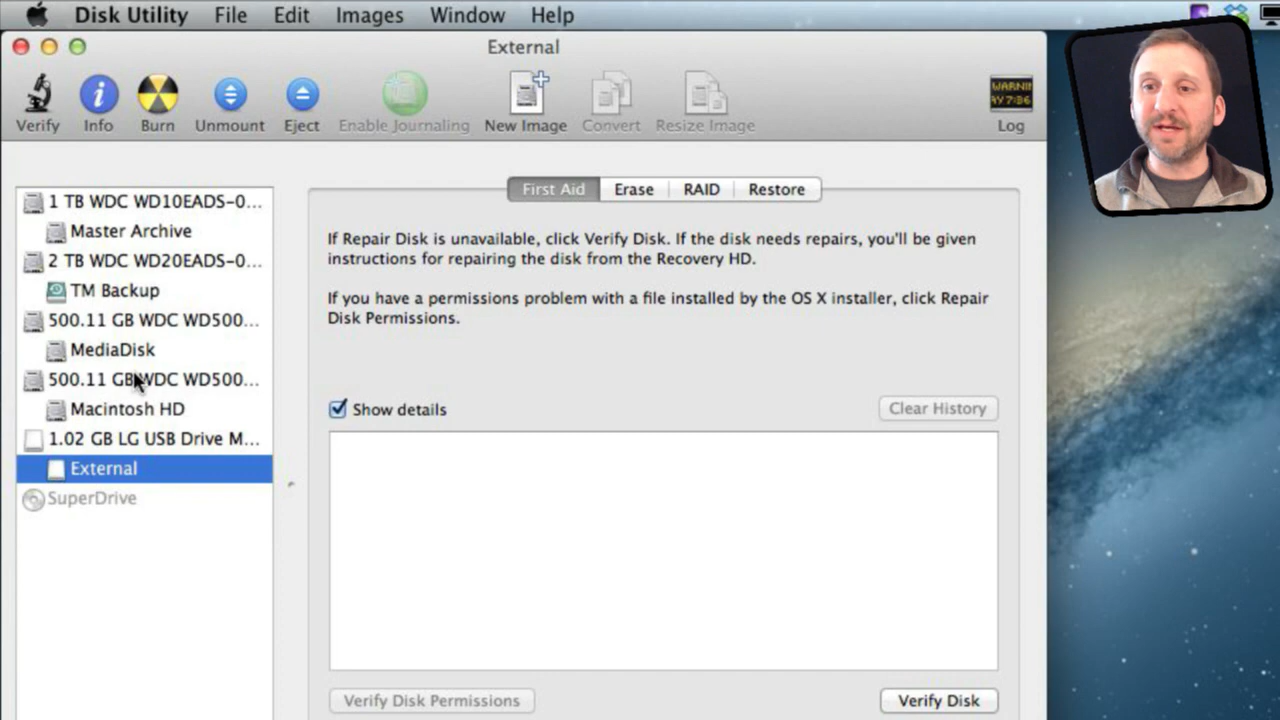 Disk Utility File Edit Images Window Help
External
Verify Info Burn Unmount Eject Enable Journaling New Image Convert Resize Image Log
WARNIN
1 TB WDC WD10EADS-0...
Master Archive
2 TB WDC WD20EADS-0...
TM Backup
500.11 GB WDC WD500...
MediaDisk
500.11 GB WDC WD500...
Macintosh HD
1.02 GB LG USB Drive M...
External
SuperDrive
First Aid Erase RAID Restore
If Repair Disk is unavailable, click Verify Disk. If the disk needs repairs, you'll be given
instructions for repairing the disk from the Recovery HD.
If you have a permissions problem with a file installed by the OS X installer, click Repair
Disk Permissions.
Show details
Clear History
Verify Disk Permissions
Verify Disk